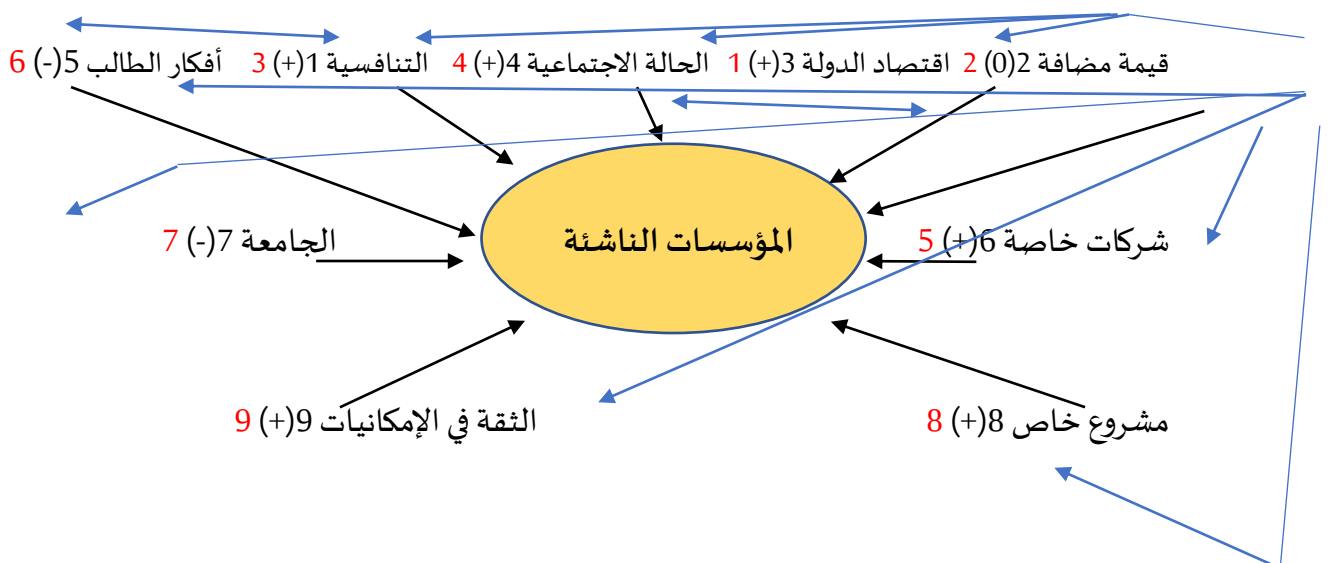 قيمة مضافة 2(0) 2 اقتصاد الدولة 3(+) 1 الحالة الاجتماعية 4(+) 4 التنافسية 1(+) 3 أفكار الطالب 5(-) 6
شركات خاصة 6(+) 5 المؤسسات الناشئة الجامعة 7(-) 7
مشروع خاص 8(+) 8 الثقة في الإمكانيات 9(+) 9